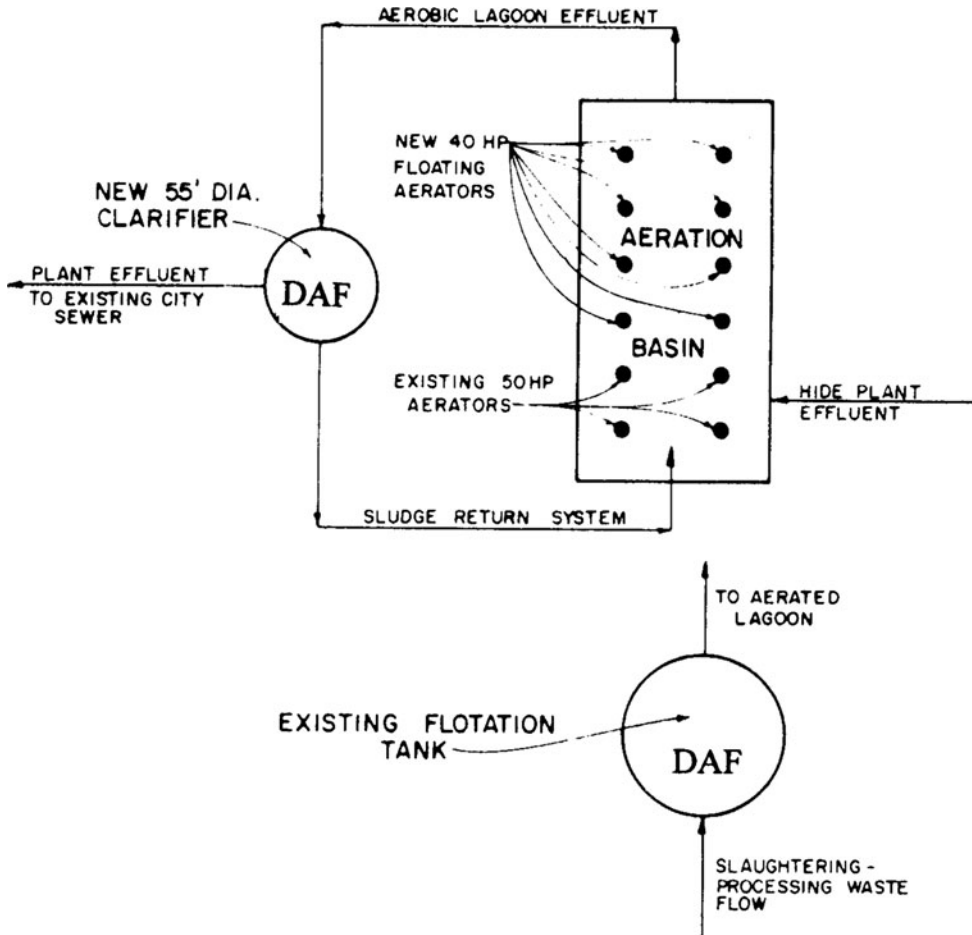 AEROBIC LAGOON EFFLUENT
NEW 40 HP
FLOATING
AERATORS
NEW 55' DIA.
CLARIFIER
AERATION
PLANT EFFLUENT
TO EXISTING CITY
SEWER
DAF
BASIN
EXISTING 50HP
AERATORS
HIDE PLANT
EFFLUENT
SLUDGE RETURN SYSTEM
TO AERATED
LAGOON
EXISTING FLOTATION
TANK
DAF
SLAUGHTERING-
PROCESSING WASTE
FLOW